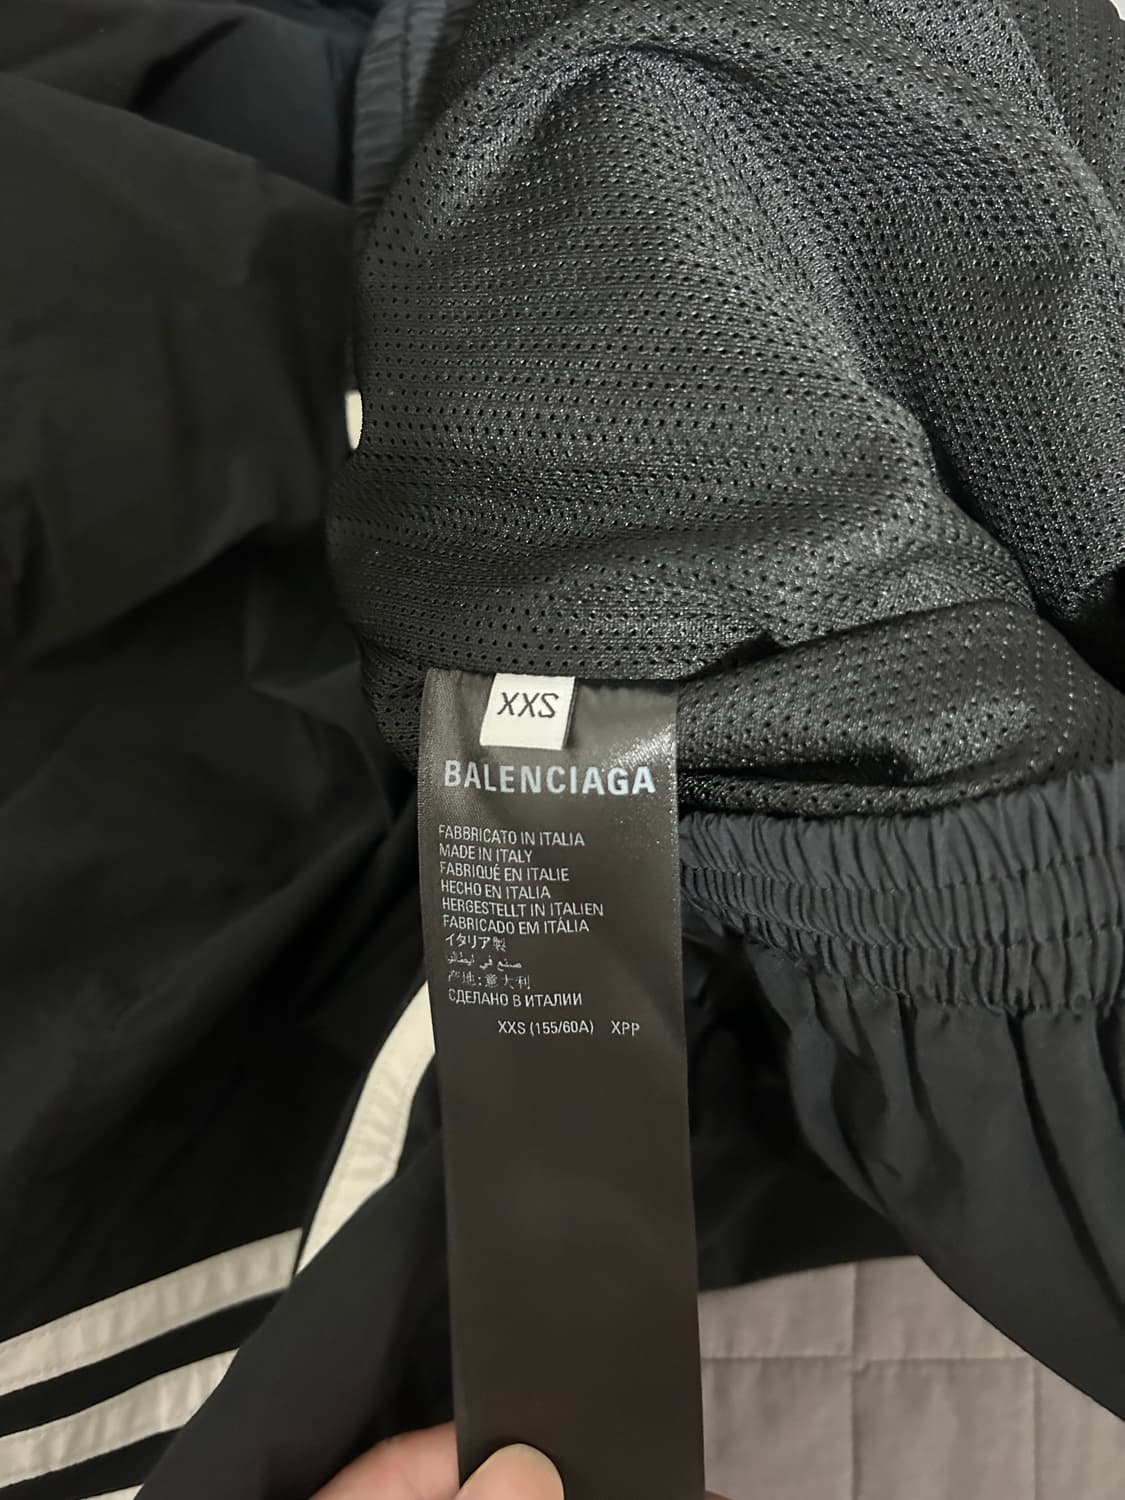 XXS
BALENCIAGA
FABBRICATO IN ITALIA
MADE IN ITALY
FABRIQUÉ EN ITALIE
HECHO EN ITALIA
HERGESTELLT IN ITALIEN
FABRICADO EM ITÁLIA
イタリア製
صنع في ايطاليا
产地:意大利
СДЕЛАНО В ИТАЛИИ
XXS (155/60A) XPP